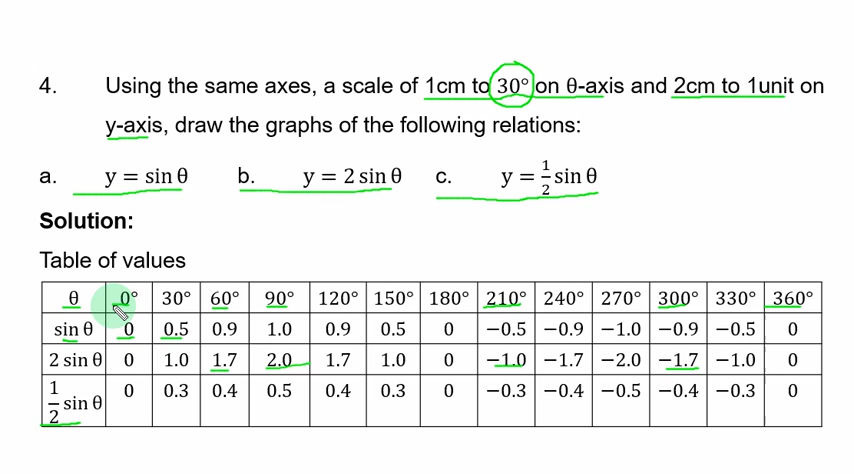 4. Using the same axes, a scale of 1cm to 30° on θ-axis and 2cm to 1unit on
y-axis, draw the graphs of the following relations:
a. y = sin θ b. y = 2 sin θ c. y = 1/2 sin θ
Solution:
Table of values
θ 0° 30° 60° 90° 120° 150° 180° 210° 240° 270° 300° 330° 360°
sin θ 0 0.5 0.9 1.0 0.9 0.5 0 −0.5 −0.9 −1.0 −0.9 −0.5 0
2 sin θ 0 1.0 1.7 2.0 1.7 1.0 0 −1.0 −1.7 −2.0 −1.7 −1.0 0
1/2 sin θ 0 0.3 0.4 0.5 0.4 0.3 0 −0.3 −0.4 −0.5 −0.4 −0.3 0